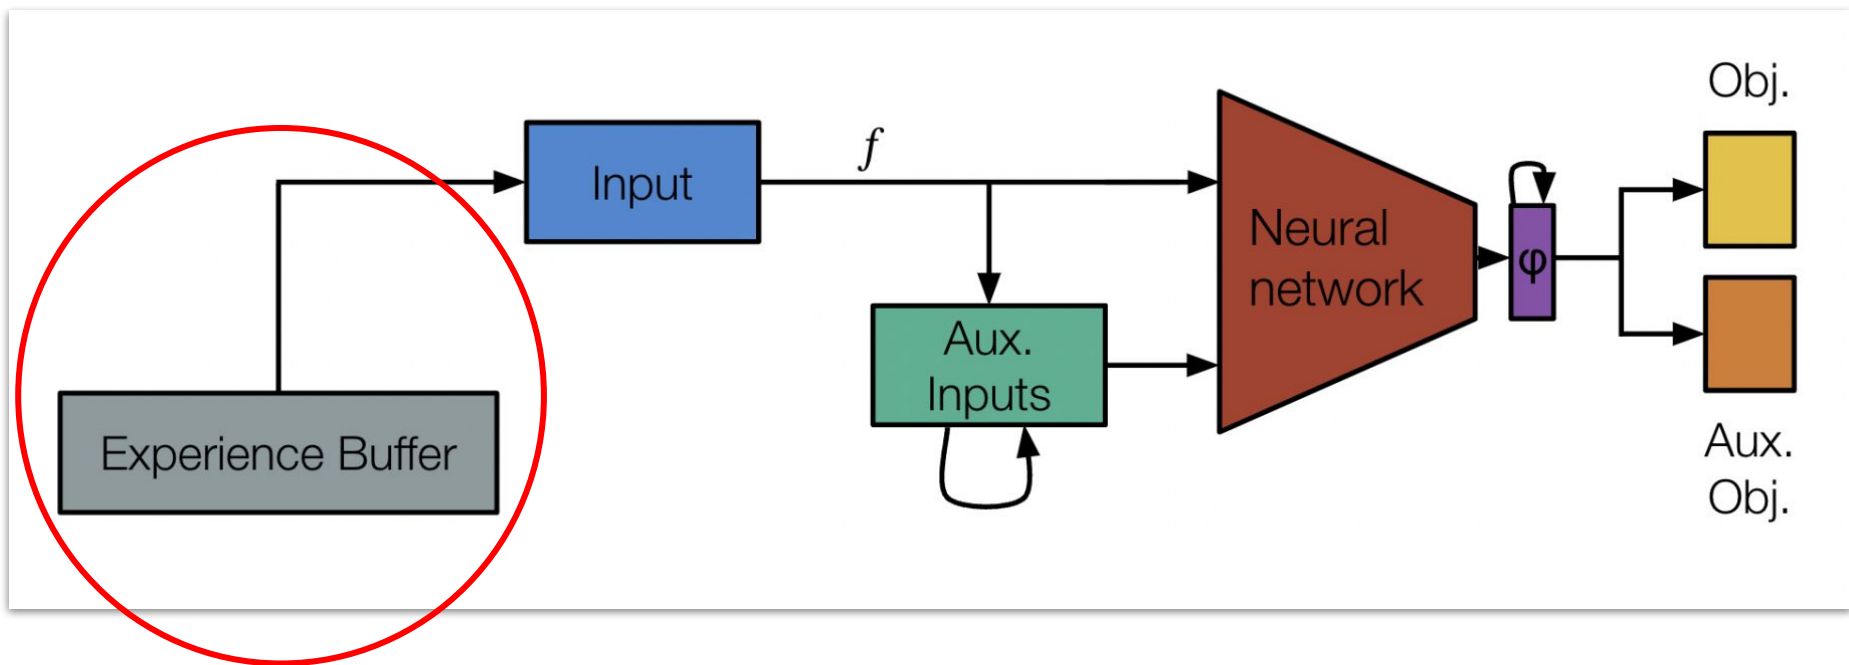 Obj.
f
Input
Neural
network
φ
Aux.
Inputs
Experience Buffer
Aux.
Obj.